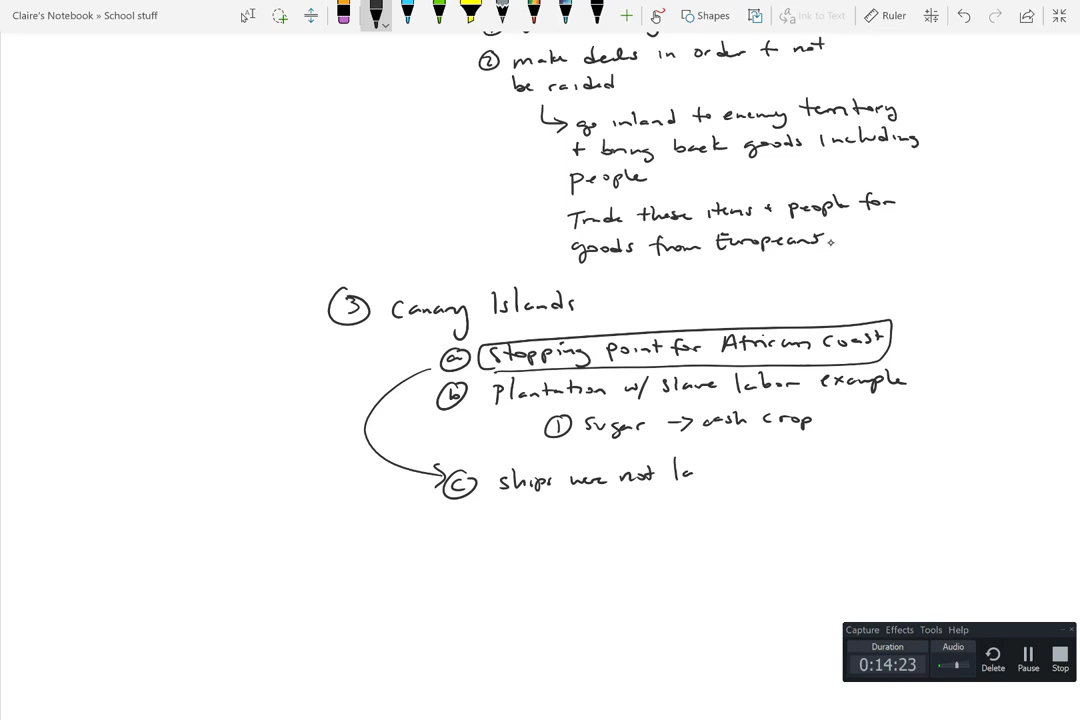 Claire's Notebook » School stuff
Shapes
Ink to Text
Ruler
② make deals in order + not
be raided
↳ go inland to enemy territory
+ bring back goods including
people
Trade these items + people for
goods from Europeans.
③ Canary Islands
ⓐ Stopping point for African Coast
ⓑ Plantation w/ slave labor example
① Sugar → cash crop
ⓒ ships were not la
Capture Effects Tools Help
Duration Audio
0:14:23
Delete Pause Stop